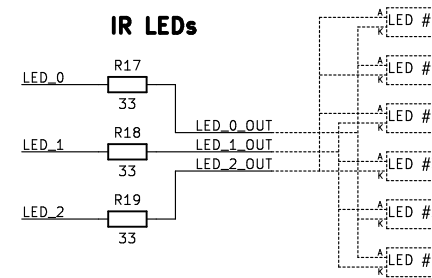 IR LEDs
A
LED #
K
R17
LED_0
33
A
LED #
K
A
LED #
K
LED_0_OUT
R18
LED_1
LED_1_OUT
33
LED_2_OUT
A
LED #
K
R19
LED_2
33
A
LED #
K
A
LED #
K